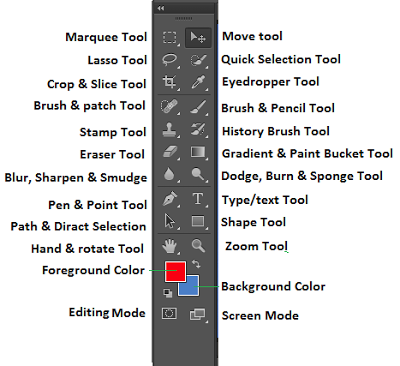 Marquee Tool
Move tool
Lasso Tool
Quick Selection Tool
Crop & Slice Tool
Eyedropper Tool
Brush & patch Tool
Brush & Pencil Tool
Stamp Tool
History Brush Tool
Eraser Tool
Gradient & Paint Bucket Tool
Blur, Sharpen & Smudge
Dodge, Burn & Sponge Tool
Pen & Point Tool
Type/text Tool
Path & Diract Selection
Shape Tool
Hand & rotate Tool
Zoom Tool
Foreground Color
Background Color
Editing Mode
Screen Mode